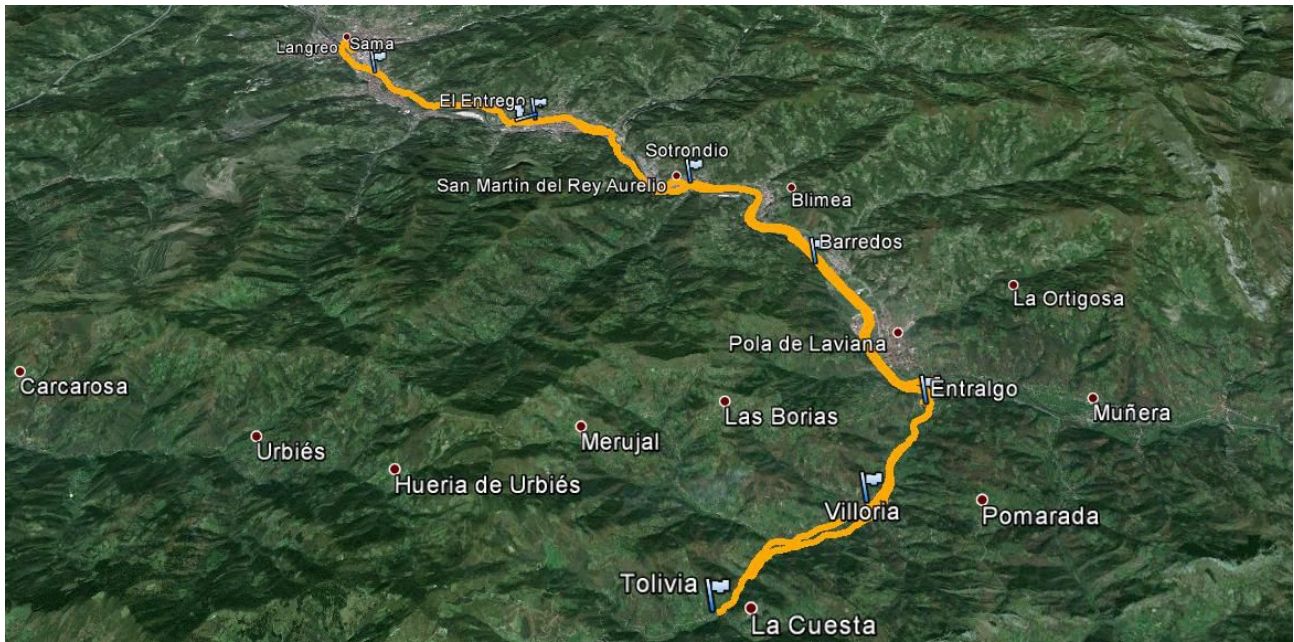 Langreo
Sama
El Entrego
Sotrondio
San Martín del Rey Aurelio
Blimea
Barredos
La Ortigosa
Pola de Laviana
Carcarosa
Entralgo
Muñera
Las Borias
Merujal
Urbiés
Hueria de Urbiés
Villoria
Pomarada
Tolivia
La Cuesta